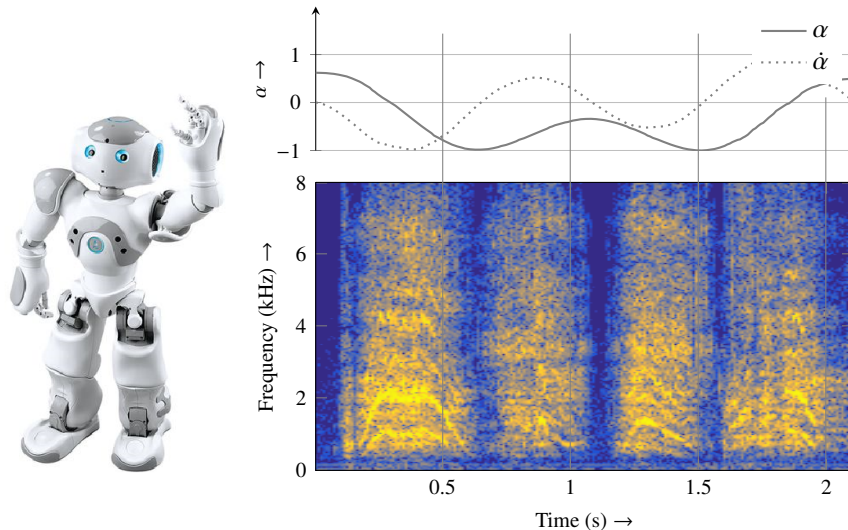 α
α̇
1
0
−1
α →
8
6
4
2
0
Frequency (kHz) →
0.5 1 1.5 2
Time (s) →